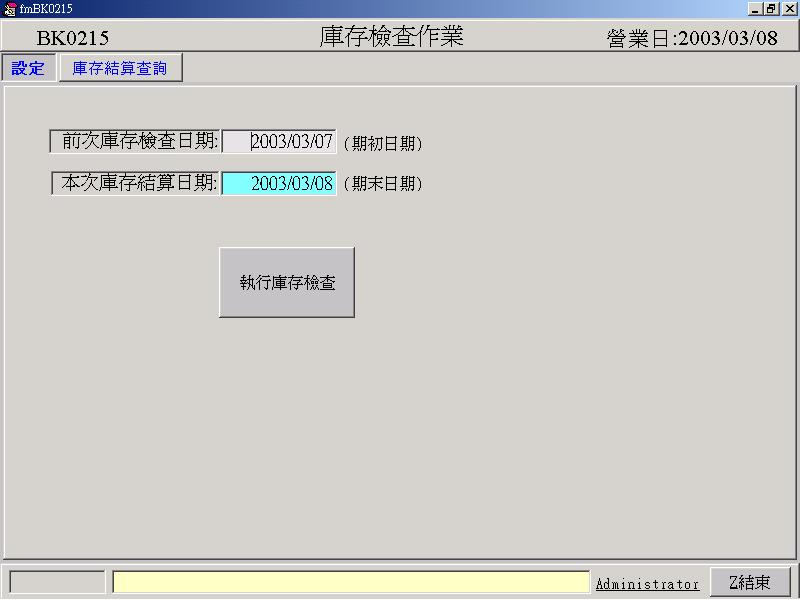 fmBK0215
BK0215 庫存檢查作業 營業日:2003/03/08
設定 庫存結算查詢
前次庫存檢查日期: 2003/03/07 (期初日期)
本次庫存結算日期: 2003/03/08 (期末日期)
執行庫存檢查
Administrator Z結束